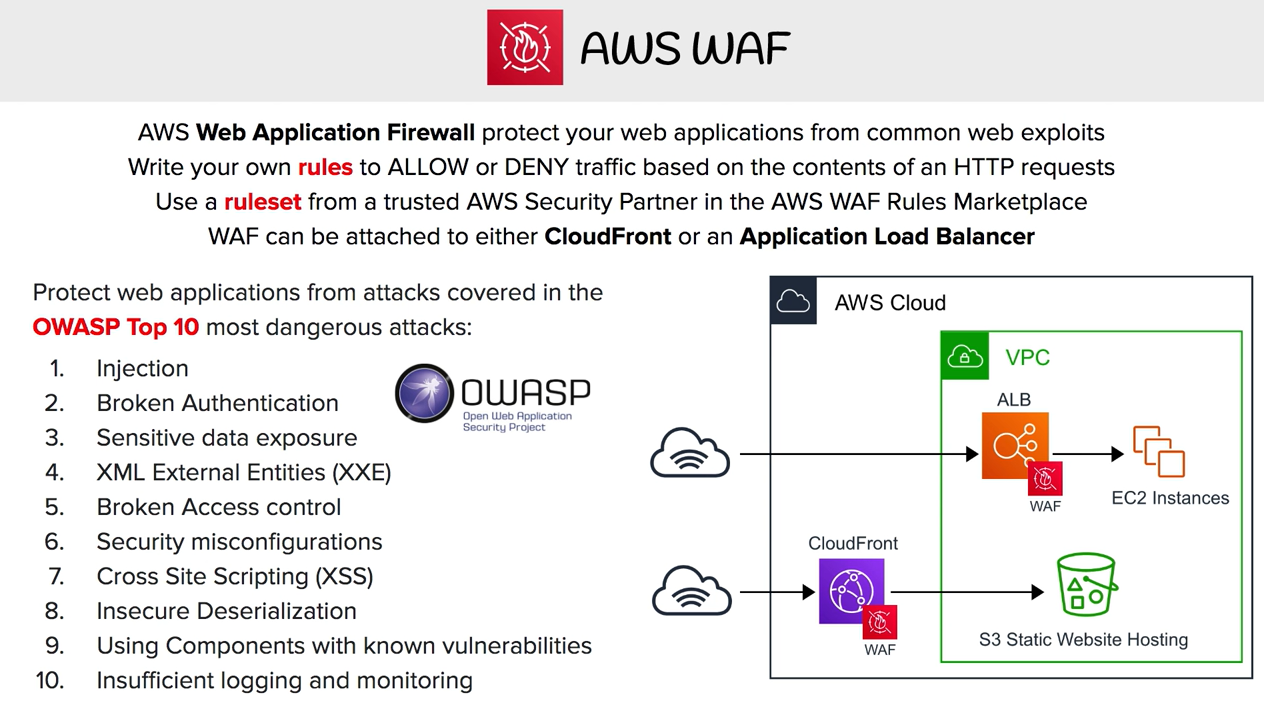 AWS WAF
AWS Web Application Firewall protect your web applications from common web exploits
Write your own rules to ALLOW or DENY traffic based on the contents of an HTTP requests
Use a ruleset from a trusted AWS Security Partner in the AWS WAF Rules Marketplace
WAF can be attached to either CloudFront or an Application Load Balancer
Protect web applications from attacks covered in the
OWASP Top 10 most dangerous attacks:
1. Injection
2. Broken Authentication
3. Sensitive data exposure
4. XML External Entities (XXE)
5. Broken Access control
6. Security misconfigurations
7. Cross Site Scripting (XSS)
8. Insecure Deserialization
9. Using Components with known vulnerabilities
10. Insufficient logging and monitoring
OWASP
Open Web Application
Security Project
AWS Cloud
VPC
ALB
WAF
EC2 Instances
CloudFront
WAF
S3 Static Website Hosting